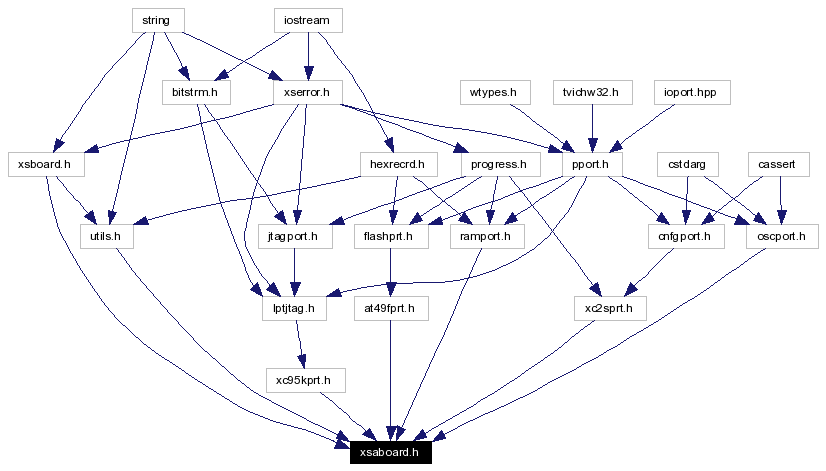 string
iostream
bitstrm.h
xserror.h
wtypes.h
tvichw32.h
ioport.hpp
xsboard.h
hexrecrd.h
progress.h
pport.h
cstdarg
cassert
utils.h
jtagport.h
flashprt.h
ramport.h
cnfgport.h
oscport.h
lptjtag.h
at49fprt.h
xc2sprt.h
xc95kprt.h
xsaboard.h